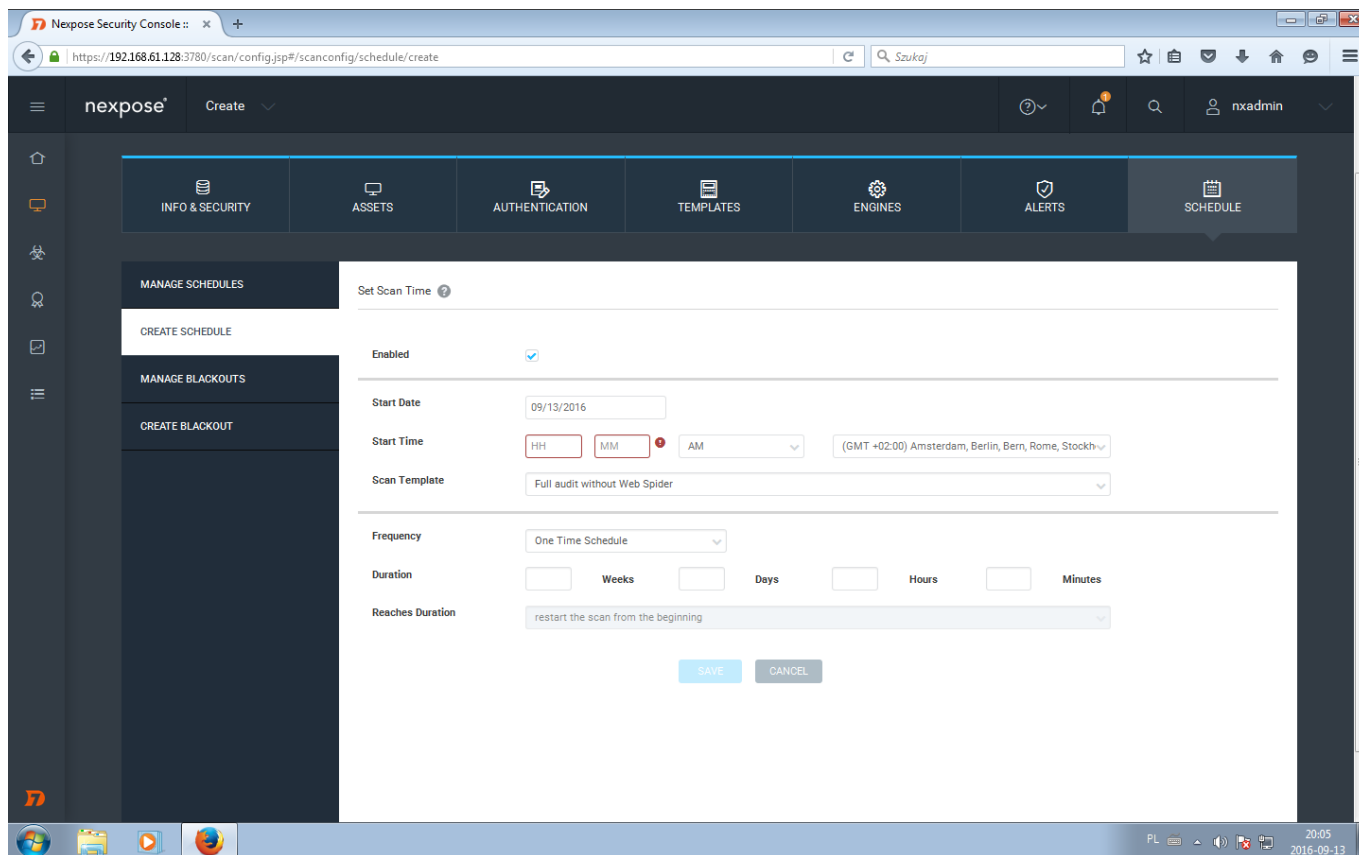 Nexpose Security Console ::
https://192.168.61.128:3780/scan/config.jsp#/scanconfig/schedule/create
Szukaj
nexpose®
Create
1
nxadmin
INFO & SECURITY
ASSETS
AUTHENTICATION
TEMPLATES
ENGINES
ALERTS
SCHEDULE
MANAGE SCHEDULES
CREATE SCHEDULE
MANAGE BLACKOUTS
CREATE BLACKOUT
Set Scan Time ?
Enabled
Start Date 09/13/2016
Start Time HH MM AM (GMT +02:00) Amsterdam, Berlin, Bern, Rome, Stockh
Scan Template Full audit without Web Spider
Frequency One Time Schedule
Duration Weeks Days Hours Minutes
Reaches Duration restart the scan from the beginning
SAVE CANCEL
PL
20:05
2016-09-13